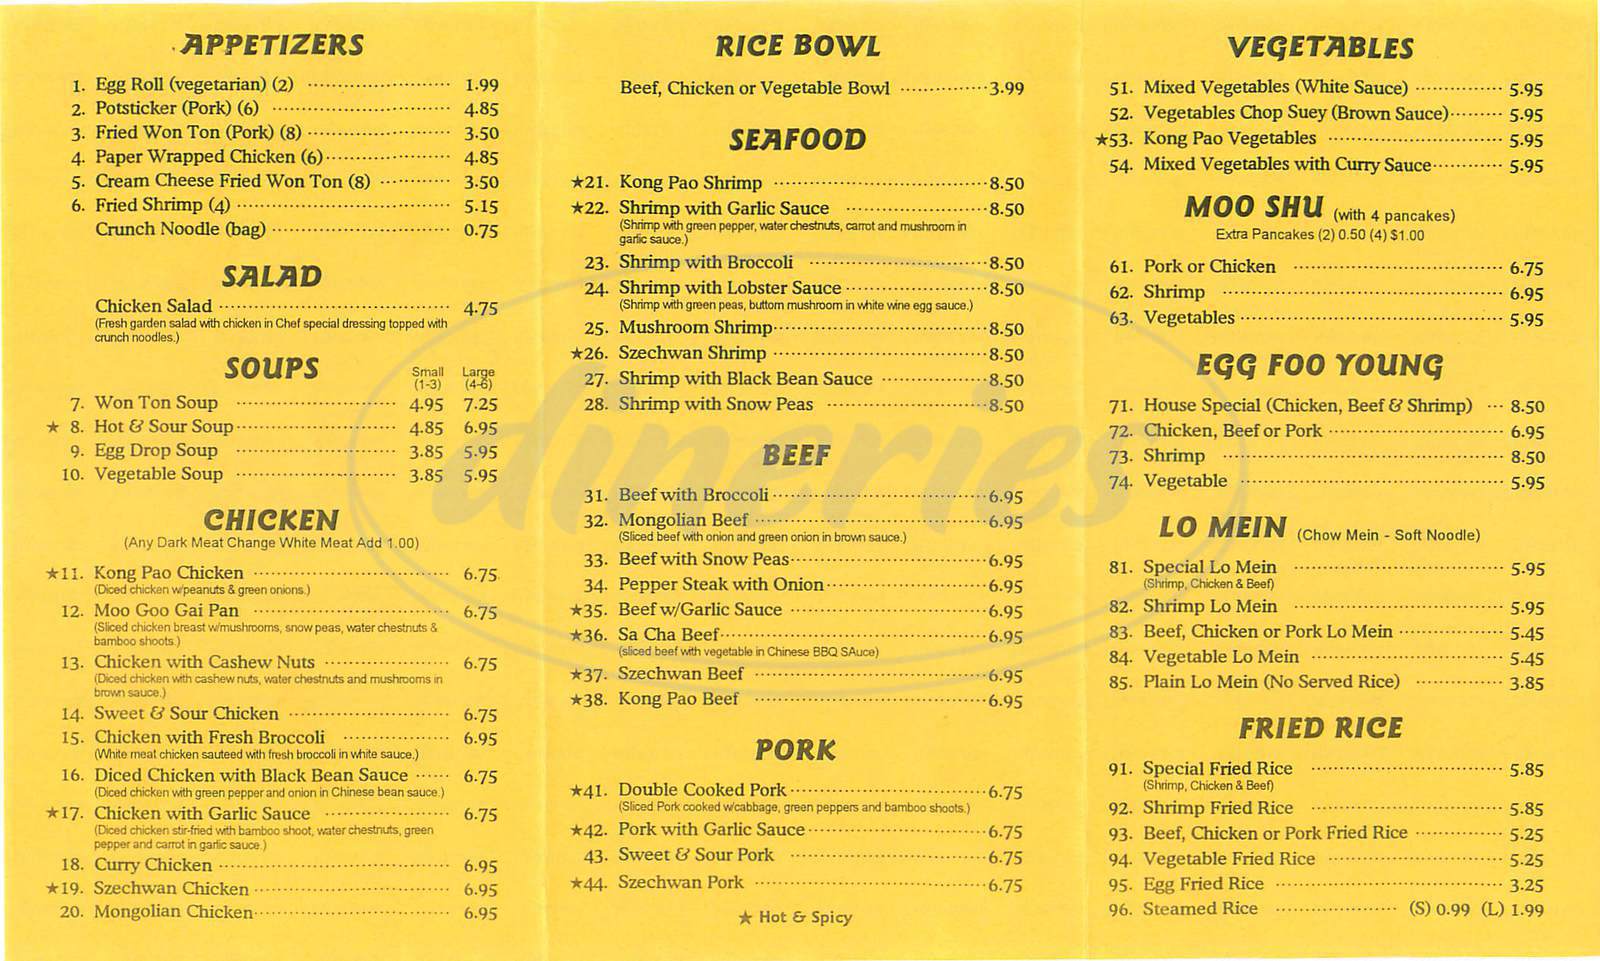 APPETIZERS
1. Egg Roll (vegetarian) (2) 1.99
2. Potsticker (Pork) (6) 4.85
3. Fried Won Ton (Pork) (8) 3.50
4. Paper Wrapped Chicken (6) 4.85
5. Cream Cheese Fried Won Ton (8) 3.50
6. Fried Shrimp (4) 5.15
Crunch Noodle (bag) 0.75
SALAD
Chicken Salad 4.75
(Fresh garden salad with chicken in Chef special dressing topped with
crunch noodles.)
SOUPS
Small Large
(1-3) (4-6)
7. Won Ton Soup 4.95 7.25
★ 8. Hot & Sour Soup 4.85 6.95
9. Egg Drop Soup 3.85 5.95
10. Vegetable Soup 3.85 5.95
CHICKEN
(Any Dark Meat Change White Meat Add 1.00)
★11. Kong Pao Chicken 6.75
(Diced chicken w/peanuts & green onions.)
12. Moo Goo Gai Pan 6.75
(Sliced chicken breast w/mushrooms, snow peas, water chestnuts &
bamboo shoots.)
13. Chicken with Cashew Nuts 6.75
(Diced chicken with cashew nuts, water chestnuts and mushrooms in
brown sauce.)
14. Sweet & Sour Chicken 6.75
15. Chicken with Fresh Broccoli 6.95
(White meat chicken sauteed with fresh broccoli in white sauce.)
16. Diced Chicken with Black Bean Sauce 6.75
(Diced chicken with green pepper and onion in Chinese bean sauce.)
★17. Chicken with Garlic Sauce 6.75
(Diced chicken stir-fried with bamboo shoot, water chestnuts, green
pepper and carrot in garlic sauce.)
18. Curry Chicken 6.95
★19. Szechwan Chicken 6.95
20. Mongolian Chicken 6.95
RICE BOWL
Beef, Chicken or Vegetable Bowl 3.99
SEAFOOD
★21. Kong Pao Shrimp 8.50
★22. Shrimp with Garlic Sauce 8.50
(Shrimp with green pepper, water chestnuts, carrot and mushroom in
garlic sauce.)
23. Shrimp with Broccoli 8.50
24. Shrimp with Lobster Sauce 8.50
(Shrimp with green peas, buttom mushroom in white wine egg sauce.)
25. Mushroom Shrimp 8.50
★26. Szechwan Shrimp 8.50
27. Shrimp with Black Bean Sauce 8.50
28. Shrimp with Snow Peas 8.50
BEEF
31. Beef with Broccoli 6.95
32. Mongolian Beef 6.95
(Sliced beef with onion and green onion in brown sauce.)
33. Beef with Snow Peas 6.95
34. Pepper Steak with Onion 6.95
★35. Beef w/Garlic Sauce 6.95
★36. Sa Cha Beef 6.95
(sliced beef with vegetable in Chinese BBQ SAuce)
★37. Szechwan Beef 6.95
★38. Kong Pao Beef 6.95
PORK
★41. Double Cooked Pork 6.75
(Sliced Pork cooked w/cabbage, green peppers and bamboo shoots.)
★42. Pork with Garlic Sauce 6.75
43. Sweet & Sour Pork 6.75
★44. Szechwan Pork 6.75
★ Hot & Spicy
VEGETABLES
51. Mixed Vegetables (White Sauce) 5.95
52. Vegetables Chop Suey (Brown Sauce) 5.95
★53. Kong Pao Vegetables 5.95
54. Mixed Vegetables with Curry Sauce 5.95
MOO SHU (with 4 pancakes)
Extra Pancakes (2) 0.50 (4) $1.00
61. Pork or Chicken 6.75
62. Shrimp 6.95
63. Vegetables 5.95
EGG FOO YOUNG
71. House Special (Chicken, Beef & Shrimp) 8.50
72. Chicken, Beef or Pork 6.95
73. Shrimp 8.50
74. Vegetable 5.95
LO MEIN (Chow Mein - Soft Noodle)
81. Special Lo Mein 5.95
(Shrimp, Chicken & Beef)
82. Shrimp Lo Mein 5.95
83. Beef, Chicken or Pork Lo Mein 5.45
84. Vegetable Lo Mein 5.45
85. Plain Lo Mein (No Served Rice) 3.85
FRIED RICE
91. Special Fried Rice 5.85
(Shrimp, Chicken & Beef)
92. Shrimp Fried Rice 5.85
93. Beef, Chicken or Pork Fried Rice 5.25
94. Vegetable Fried Rice 5.25
95. Egg Fried Rice 3.25
96. Steamed Rice (S) 0.99 (L) 1.99
dineries